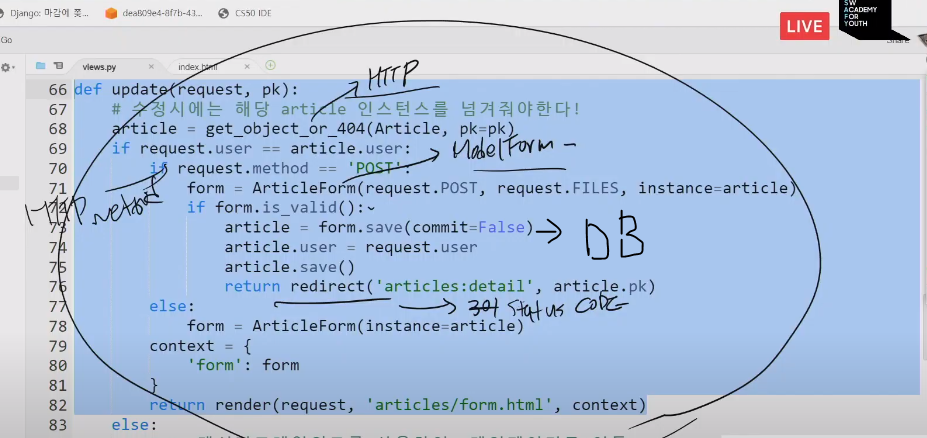 Django: 마감에 쫒...
dea809e4-8f7b-43...
CS50 IDE
LIVE
SW
ACADEMY
FOR
YOUTH
Go
Share
views.py
index.html
66 def update(request, pk):
67 # 수정시에는 해당 article 인스턴스를 넘겨줘야한다!
68 article = get_object_or_404(Article, pk=pk)
69 if request.user == article.user:
70 if request.method == 'POST':
71 form = ArticleForm(request.POST, request.FILES, instance=article)
72 if form.is_valid():
73 article = form.save(commit=False)
74 article.user = request.user
75 article.save()
76 return redirect('articles:detail', article.pk)
77 else:
78 form = ArticleForm(instance=article)
79 context = {
80 'form': form
81 }
82 return render(request, 'articles/form.html', context)
83 else:
HTTP
ModelForm
HTTP method
DB
301 Status CODE